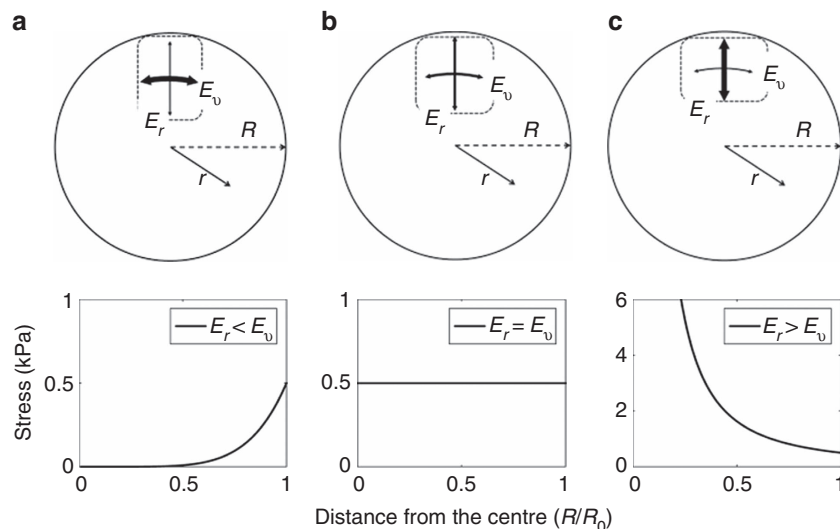 a
b
c
E_υ
E_r
R
r
E_υ
E_r
R
r
E_υ
E_r
R
r
Stress (kPa)
1
0.5
0
0
0.5
1
E_r < E_υ
1
0.5
0
0
0.5
1
E_r = E_υ
6
4
2
0
0
0.5
1
E_r > E_υ
Distance from the centre (R/R_0)